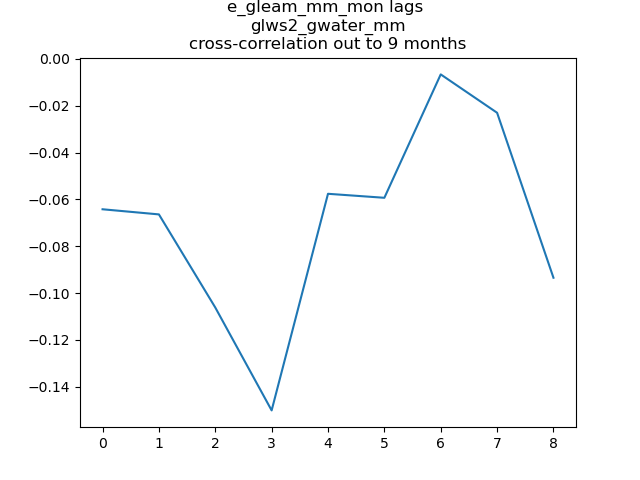 e_gleam_mm_mon lags
glws2_gwater_mm
cross-correlation out to 9 months
0.00
−0.02
−0.04
−0.06
−0.08
−0.10
−0.12
−0.14
0 1 2 3 4 5 6 7 8